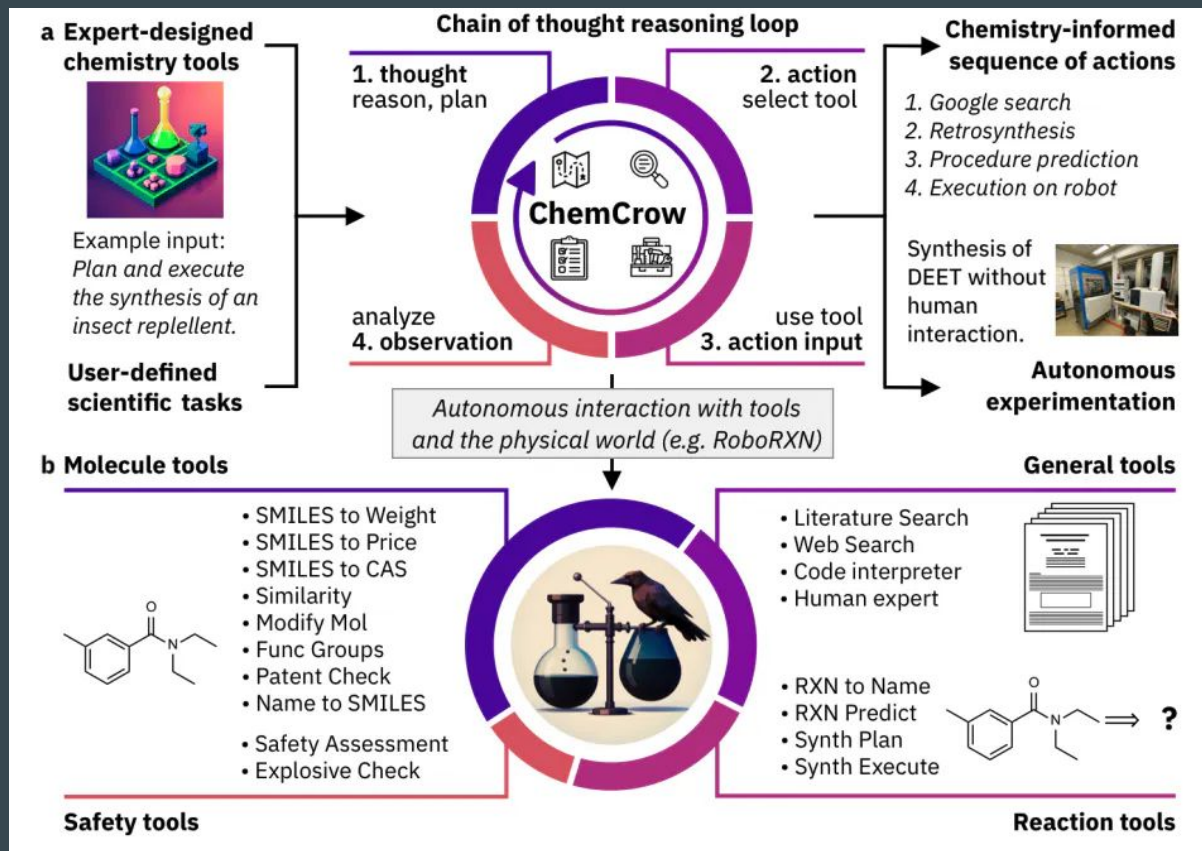 a Expert-designed
chemistry tools
Example input:
Plan and execute
the synthesis of an
insect replellent.
User-defined
scientific tasks
Chain of thought reasoning loop
1. thought
reason, plan
2. action
select tool
ChemCrow
analyze
4. observation
use tool
3. action input
Chemistry-informed
sequence of actions
1. Google search
2. Retrosynthesis
3. Procedure prediction
4. Execution on robot
Synthesis of
DEET without
human
interaction.
Autonomous
experimentation
Autonomous interaction with tools
and the physical world (e.g. RoboRXN)
b Molecule tools
• SMILES to Weight
• SMILES to Price
• SMILES to CAS
• Similarity
• Modify Mol
• Func Groups
• Patent Check
• Name to SMILES
O
N
• Safety Assessment
• Explosive Check
Safety tools
General tools
• Literature Search
• Web Search
• Code interpreter
• Human expert
• RXN to Name
• RXN Predict
• Synth Plan
• Synth Execute
O
N
?
Reaction tools